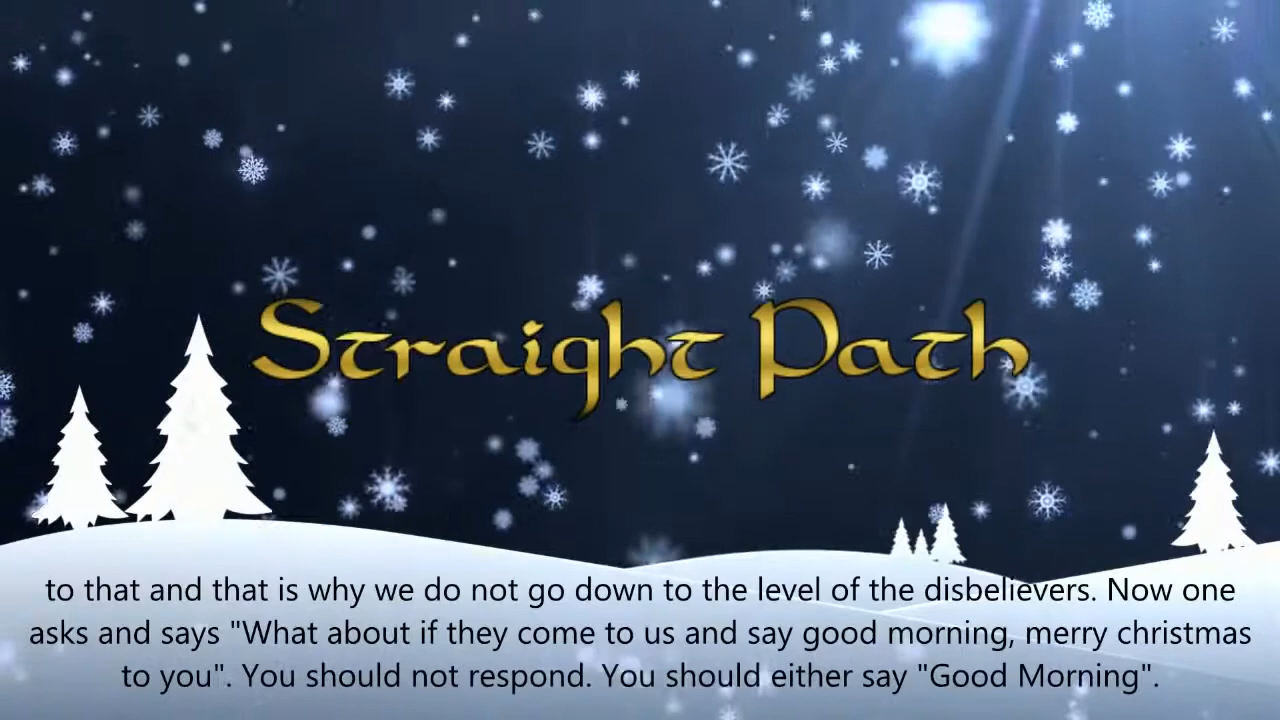 Straight Path
to that and that is why we do not go down to the level of the disbelievers. Now one
asks and says "What about if they come to us and say good morning, merry christmas
to you". You should not respond. You should either say "Good Morning".